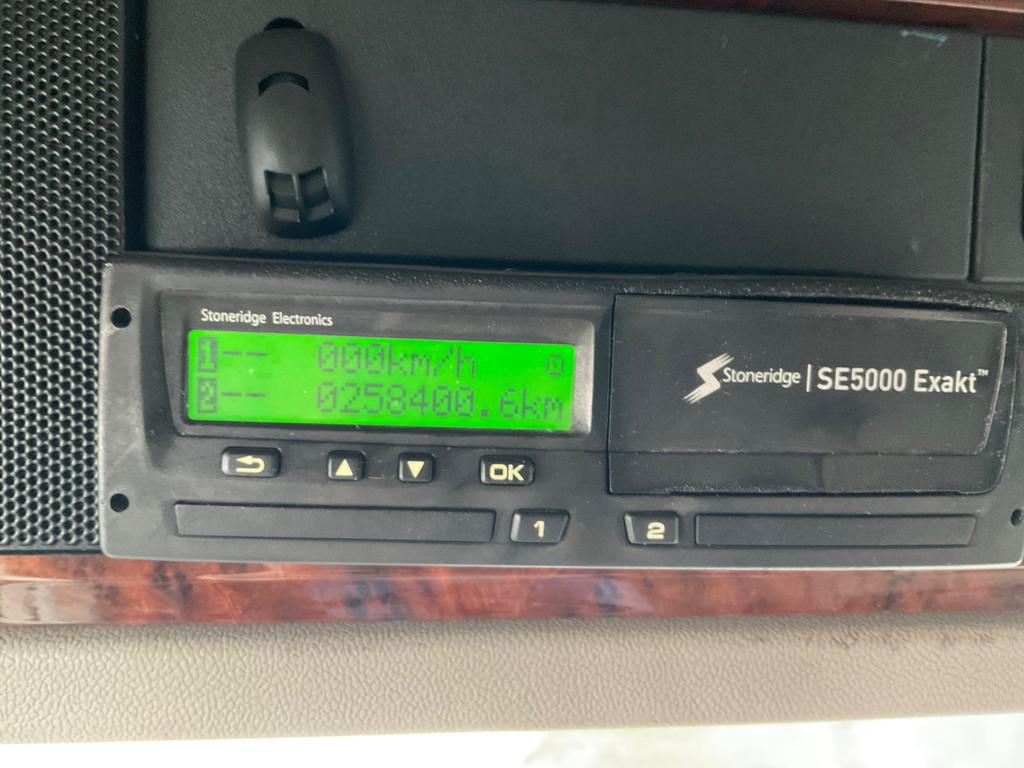 Stoneridge Electronics
1-- 000km/h o
2-- 0258400.6km
Stoneridge | SE5000 Exakt™
OK
1
2